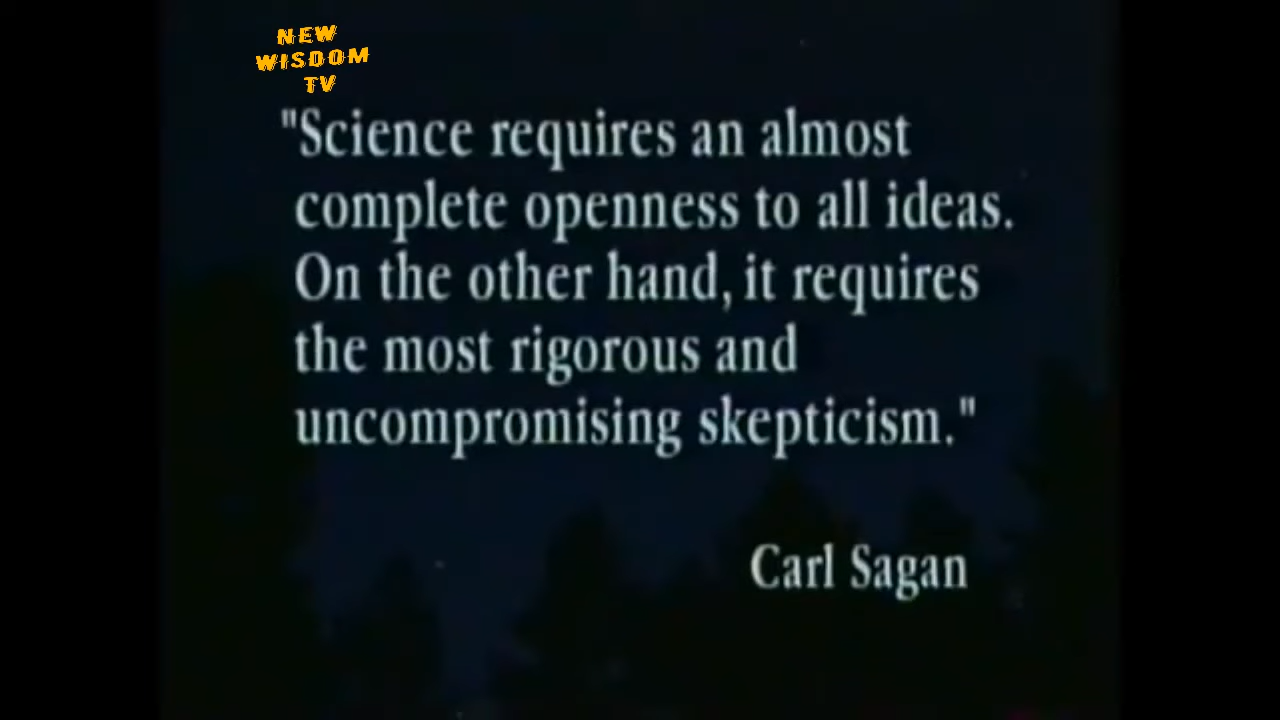 NEW
WISDOM
TV
"Science requires an almost
complete openness to all ideas.
On the other hand, it requires
the most rigorous and
uncompromising skepticism."
Carl Sagan